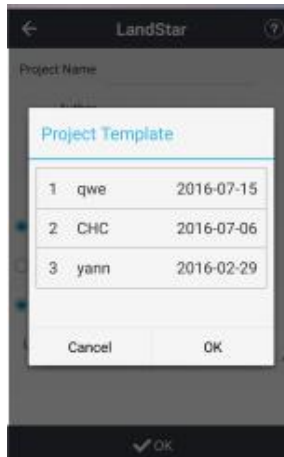 LandStar
Project Name
Project Template
1 qwe 2016-07-15
2 CHC 2016-07-06
3 yann 2016-02-29
Cancel OK
OK